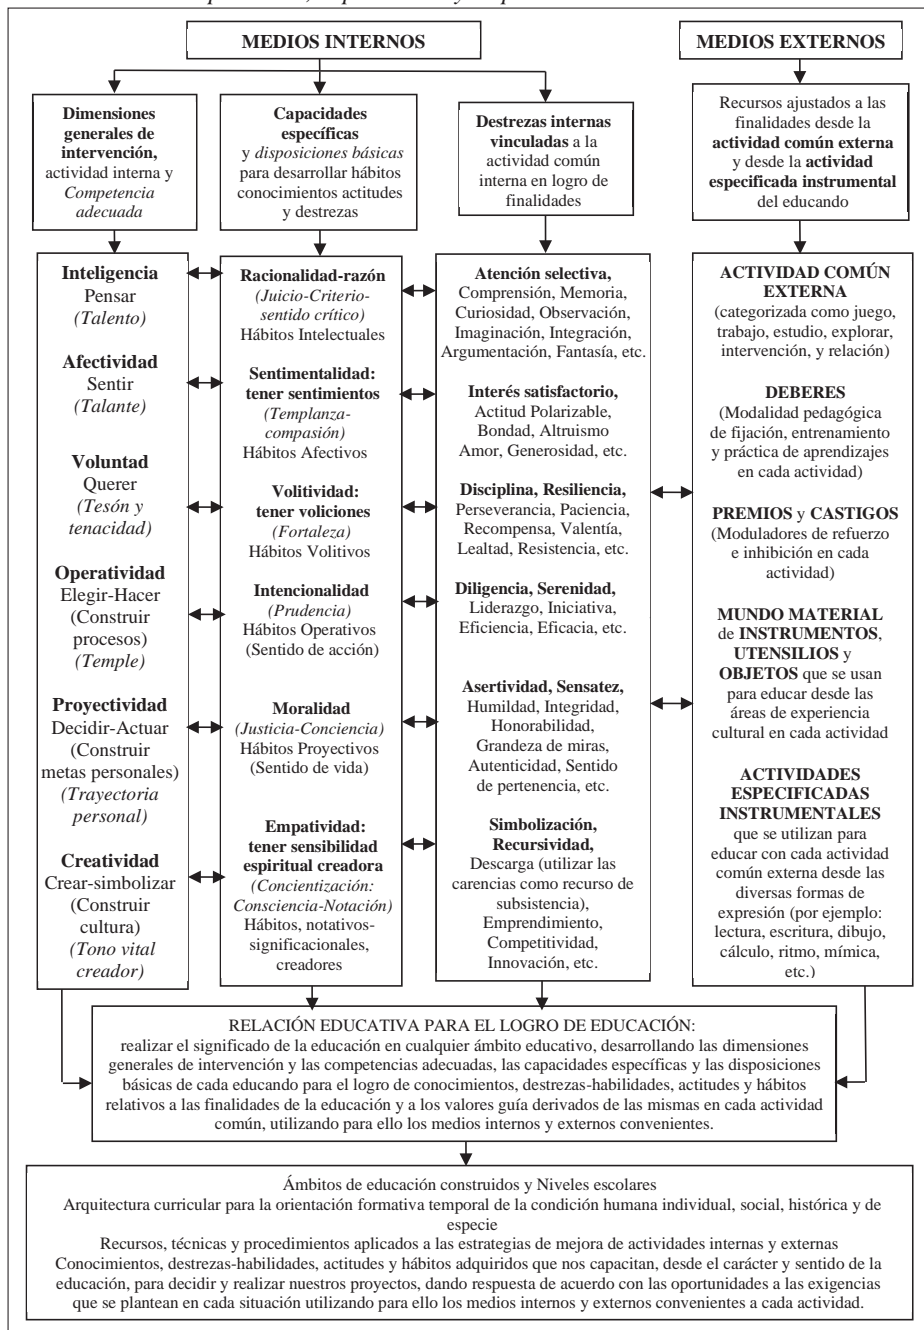 MEDIOS INTERNOS
MEDIOS EXTERNOS
Dimensiones
generales de
intervención,
actividad interna y
Competencia
adecuada
Capacidades
específicas
y disposiciones básicas
para desarrollar hábitos
conocimientos actitudes
y destrezas
Destrezas internas
vinculadas a la
actividad común
interna en logro de
finalidades
Recursos ajustados a las
finalidades desde la
actividad común externa
y desde la actividad
especificada instrumental
del educando
Inteligencia
Pensar
(Talento)
Afectividad
Sentir
(Talante)
Voluntad
Querer
(Tesón y
tenacidad)
Operatividad
Elegir-Hacer
(Construir
procesos)
(Temple)
Proyectividad
Decidir-Actuar
(Construir
metas personales)
(Trayectoria
personal)
Creatividad
Crear-simbolizar
(Construir
cultura)
(Tono vital
creador)
Racionalidad-razón
(Juicio-Criterio-
sentido crítico)
Hábitos Intelectuales
Sentimentalidad:
tener sentimientos
(Templanza-
compasión)
Hábitos Afectivos
Volitividad:
tener voliciones
(Fortaleza)
Hábitos Volitivos
Intencionalidad
(Prudencia)
Hábitos Operativos
(Sentido de acción)
Moralidad
(Justicia-Conciencia)
Hábitos Proyectivos
(Sentido de vida)
Empatividad:
tener sensibilidad
espiritual creadora
(Concientización:
Consciencia-Notación)
Hábitos, notativos-
significacionales,
creadores
Atención selectiva,
Comprensión, Memoria,
Curiosidad, Observación,
Imaginación, Integración,
Argumentación, Fantasía, etc.
Interés satisfactorio,
Actitud Polarizable,
Bondad, Altruismo
Amor, Generosidad, etc.
Disciplina, Resiliencia,
Perseverancia, Paciencia,
Recompensa, Valentía,
Lealtad, Resistencia, etc.
Diligencia, Serenidad,
Liderazgo, Iniciativa,
Eficiencia, Eficacia, etc.
Asertividad, Sensatez,
Humildad, Integridad,
Honorabilidad,
Grandeza de miras,
Autenticidad, Sentido
de pertenencia, etc.
Simbolización,
Recursividad,
Descarga (utilizar las
carencias como recurso de
subsistencia),
Emprendimiento,
Competitividad,
Innovación, etc.
ACTIVIDAD COMÚN
EXTERNA
(categorizada como juego,
trabajo, estudio, explorar,
intervención, y relación)
DEBERES
(Modalidad pedagógica
de fijación, entrenamiento
y práctica de aprendizajes
en cada actividad)
PREMIOS y CASTIGOS
(Moduladores de refuerzo
e inhibición en cada
actividad)
MUNDO MATERIAL
de INSTRUMENTOS,
UTENSILIOS y
OBJETOS que se usan
para educar desde las
áreas de experiencia
cultural en cada actividad
ACTIVIDADES
ESPECIFICADAS
INSTRUMENTALES
que se utilizan para
educar con cada actividad
común externa desde las
diversas formas de
expresión (por ejemplo:
lectura, escritura, dibujo,
cálculo, ritmo, mímica,
etc.)
RELACIÓN EDUCATIVA PARA EL LOGRO DE EDUCACIÓN:
realizar el significado de la educación en cualquier ámbito educativo, desarrollando las dimensiones
generales de intervención y las competencias adecuadas, las capacidades específicas y las disposiciones
básicas de cada educando para el logro de conocimientos, destrezas-habilidades, actitudes y hábitos
relativos a las finalidades de la educación y a los valores guía derivados de las mismas en cada actividad
común, utilizando para ello los medios internos y externos convenientes.
Ámbitos de educación construidos y Niveles escolares
Arquitectura curricular para la orientación formativa temporal de la condición humana individual, social, histórica y de
especie
Recursos, técnicas y procedimientos aplicados a las estrategias de mejora de actividades internas y externas
Conocimientos, destrezas-habilidades, actitudes y hábitos adquiridos que nos capacitan, desde el carácter y sentido de la
educación, para decidir y realizar nuestros proyectos, dando respuesta de acuerdo con las oportunidades a las exigencias
que se plantean en cada situación utilizando para ello los medios internos y externos convenientes a cada actividad.